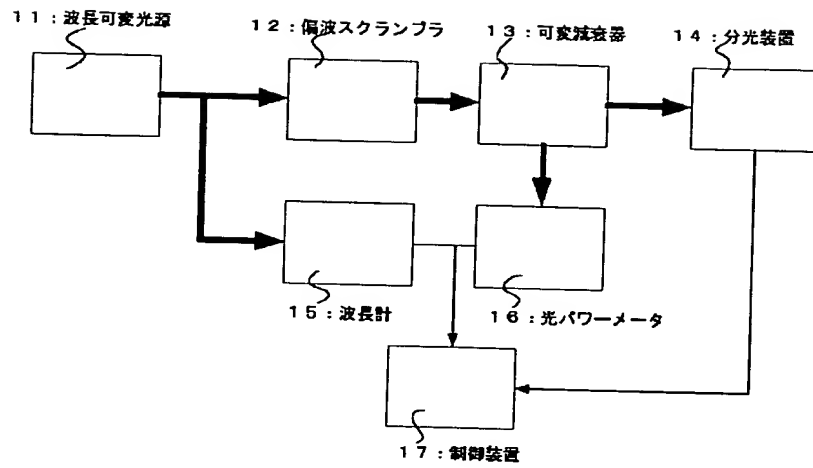 11：波長可変光源
12：偏波スクランブラ
13：可変減衰器
14：分光装置
15：波長計
16：光パワーメータ
17：制御装置